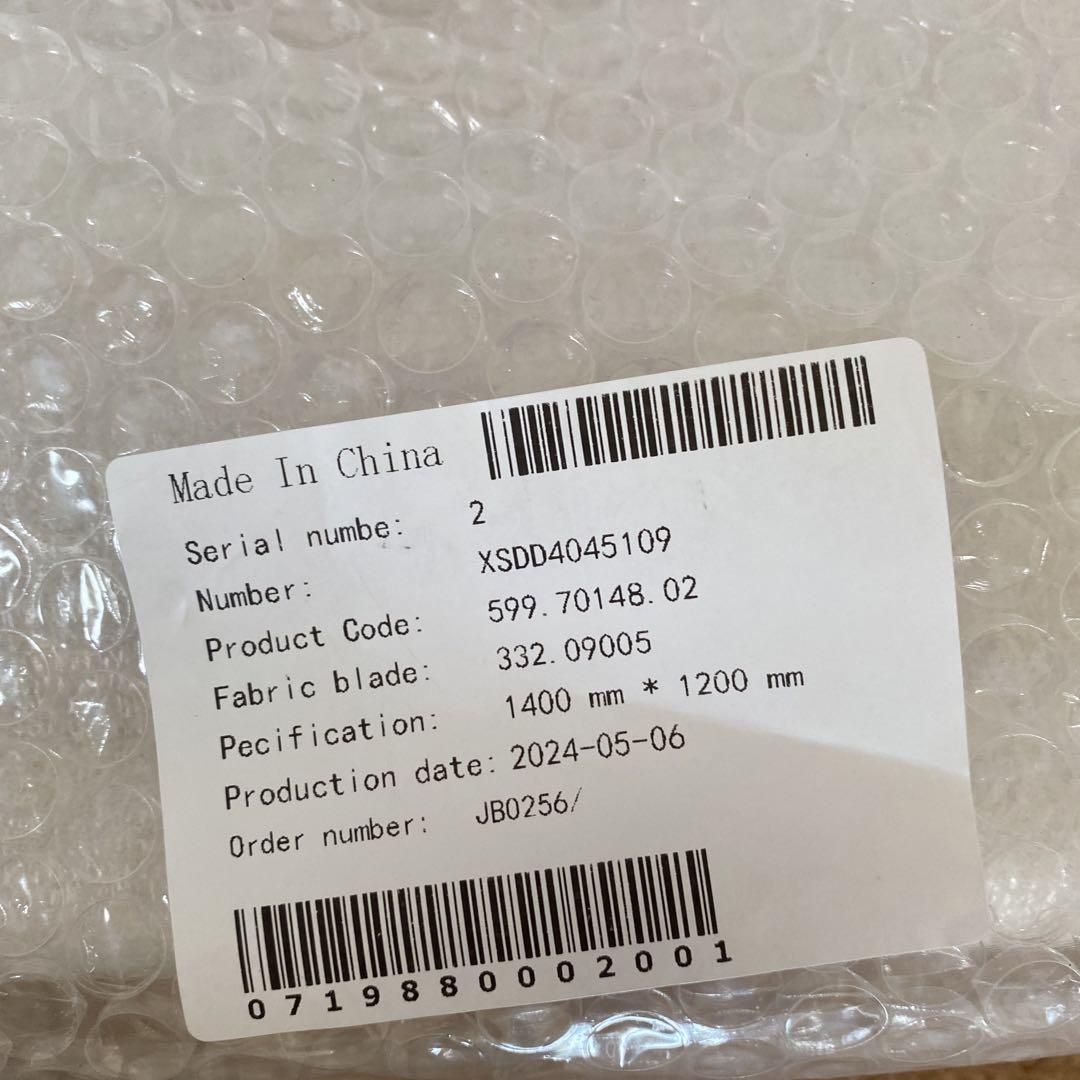 Made In China
Serial numbe: 2
Number: XSDD4045109
Product Code: 599.70148.02
Fabric blade: 332.09005
Pecification: 1400 mm * 1200 mm
Production date: 2024-05-06
Order number: JB0256/
0719880002001